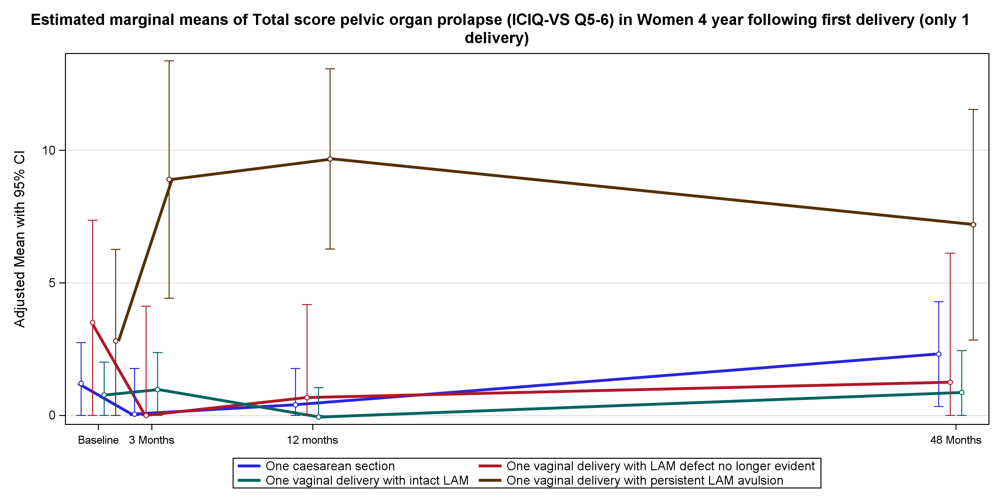 Estimated marginal means of Total score pelvic organ prolapse (ICIQ-VS Q5-6) in Women 4 year following first delivery (only 1
delivery)
Adjusted Mean with 95% CI
10
5
0
Baseline
3 Months
12 months
48 Months
One caesarean section
One vaginal delivery with LAM defect no longer evident
One vaginal delivery with intact LAM
One vaginal delivery with persistent LAM avulsion